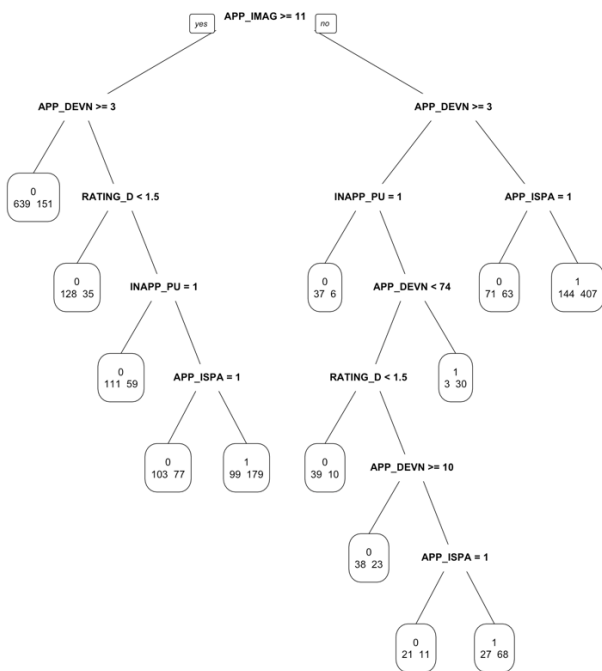 APP_IMAG >= 11
yes no
APP_DEVN >= 3 APP_DEVN >= 3
0
639 151
RATING_D < 1.5 INAPP_PU = 1 APP_ISPA = 1
0
128 35
INAPP_PU = 1
0
37 6
APP_DEVN < 74
0
71 63
1
144 407
0
111 59
APP_ISPA = 1 RATING_D < 1.5
1
3 30
0
103 77
1
99 179
0
39 10
APP_DEVN >= 10
0
38 23
APP_ISPA = 1
0
21 11
1
27 68